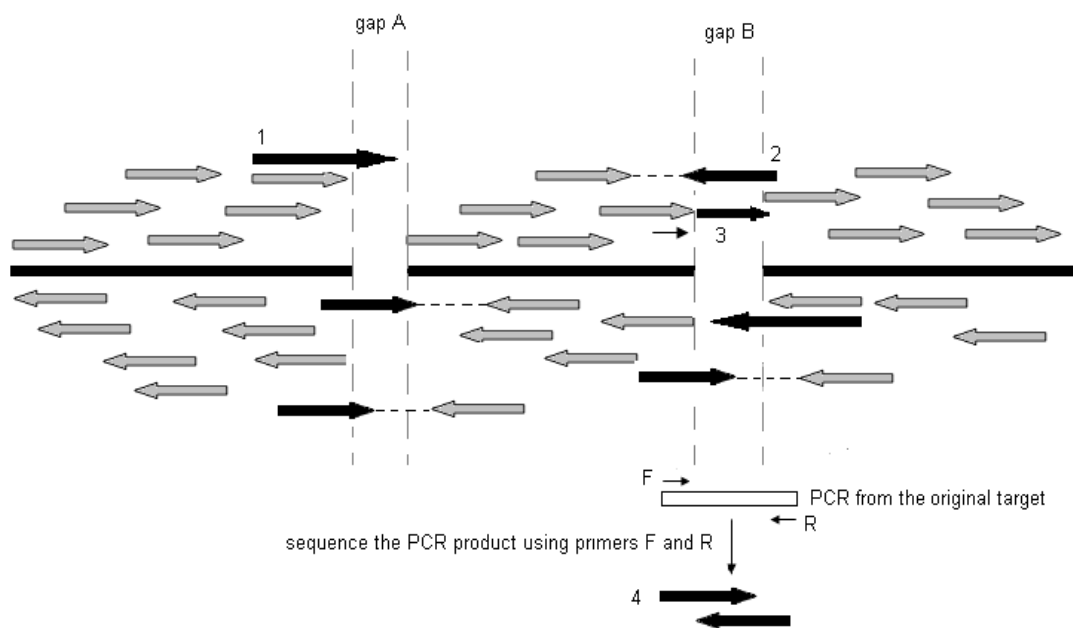 gap A
gap B
1
2
3
F
PCR from the original target
R
sequence the PCR product using primers F and R
4